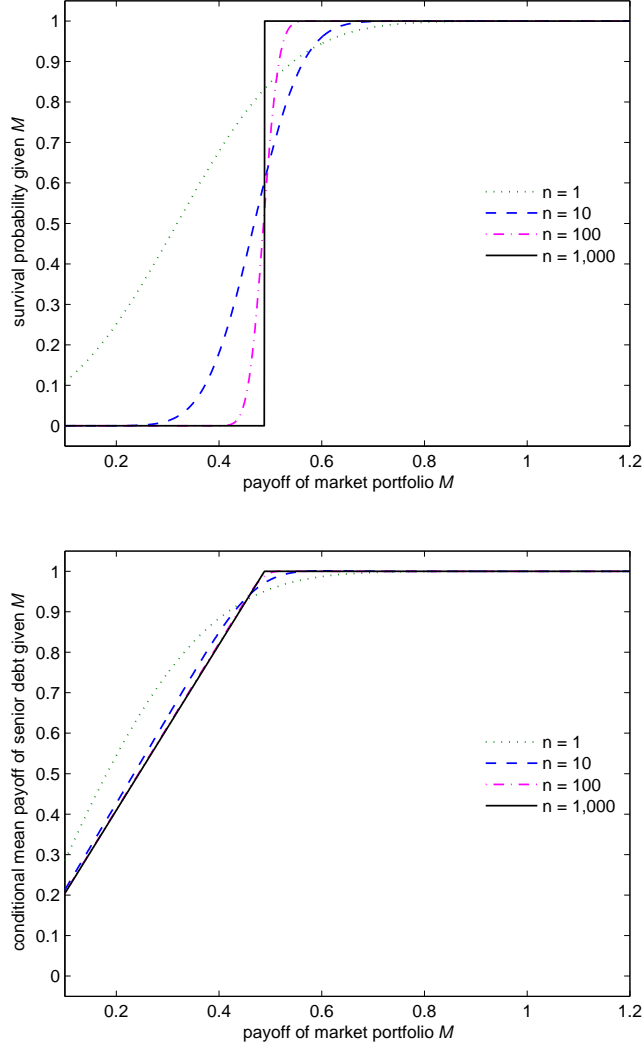 1
0.9
0.8
0.7
0.6
0.5
0.4
0.3
0.2
0.1
0
survival probability given M
n = 1
n = 10
n = 100
n = 1,000
0.2
0.4
0.6
0.8
1
1.2
payoff of market portfolio M
1
0.9
0.8
0.7
0.6
0.5
0.4
0.3
0.2
0.1
0
conditional mean payoff of senior debt given M
n = 1
n = 10
n = 100
n = 1,000
0.2
0.4
0.6
0.8
1
1.2
payoff of market portfolio M